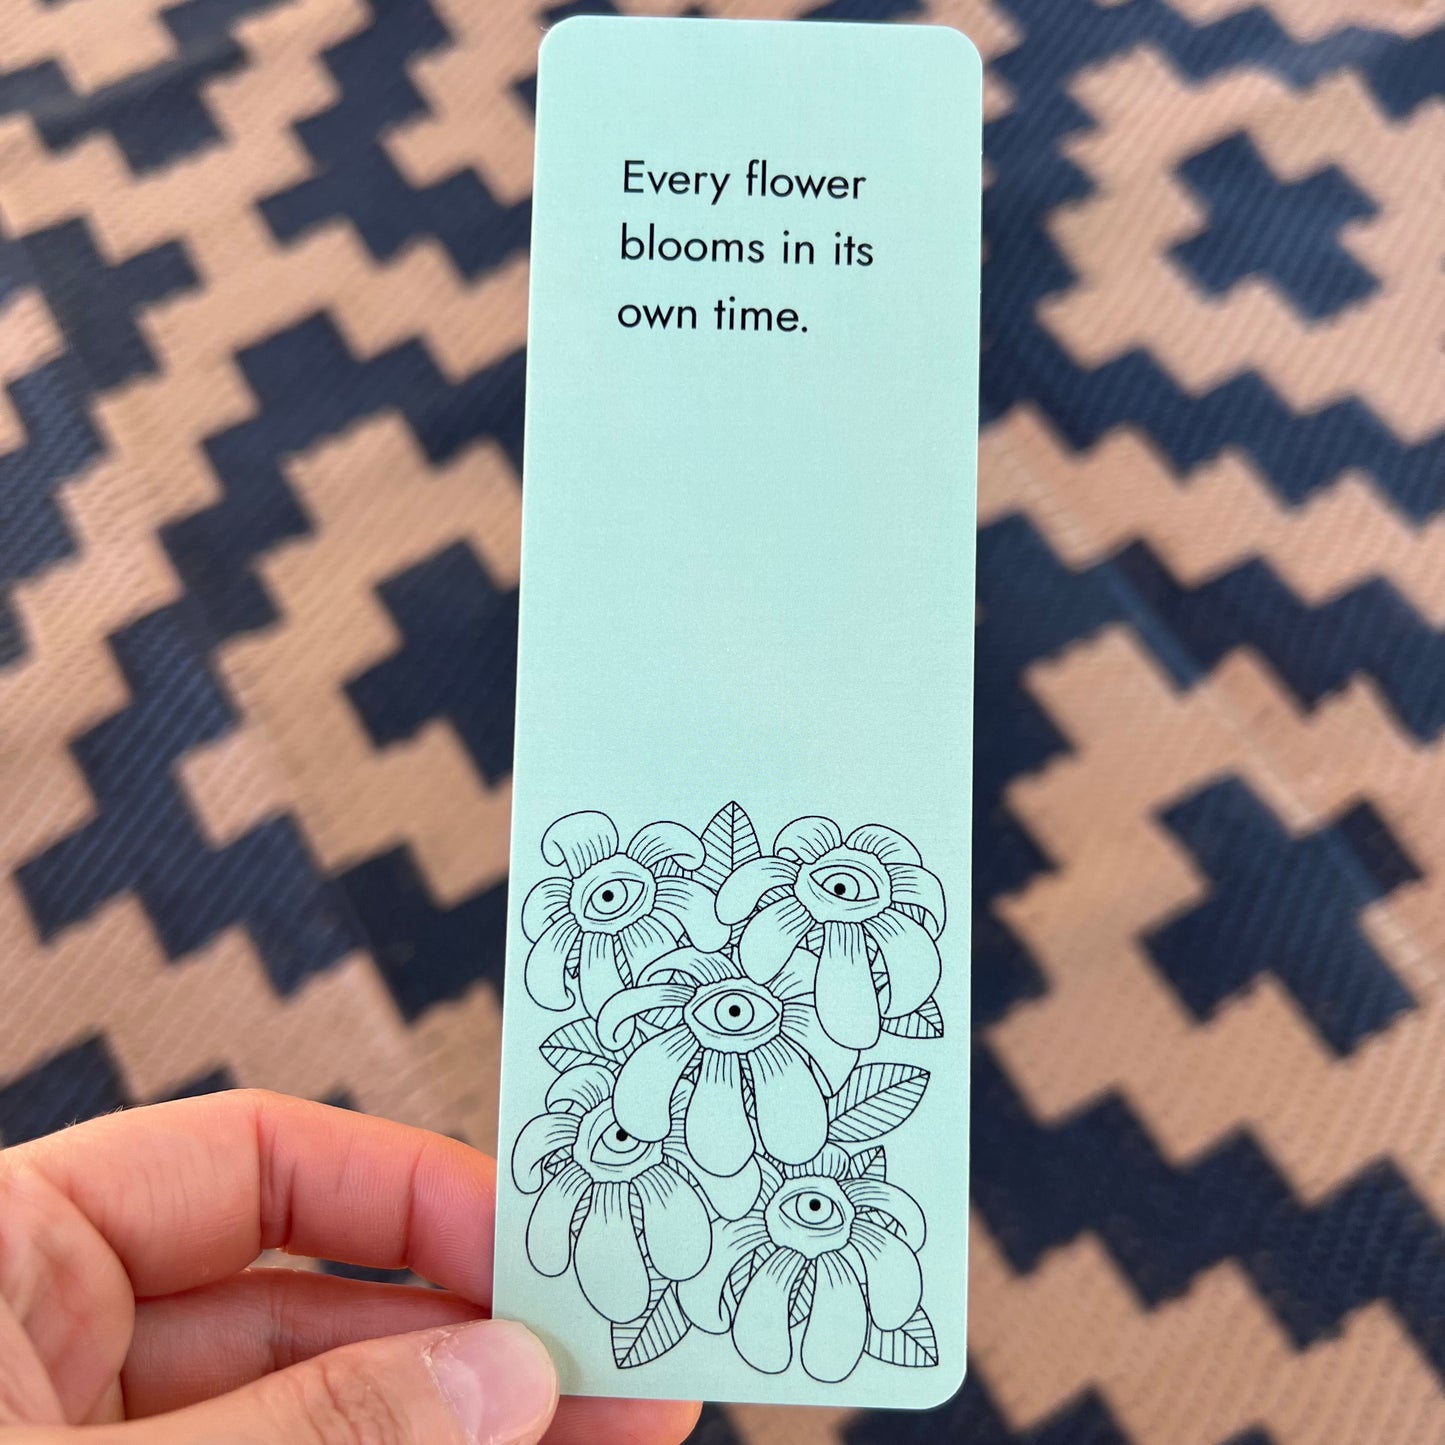 Every flower
blooms in its
own time.